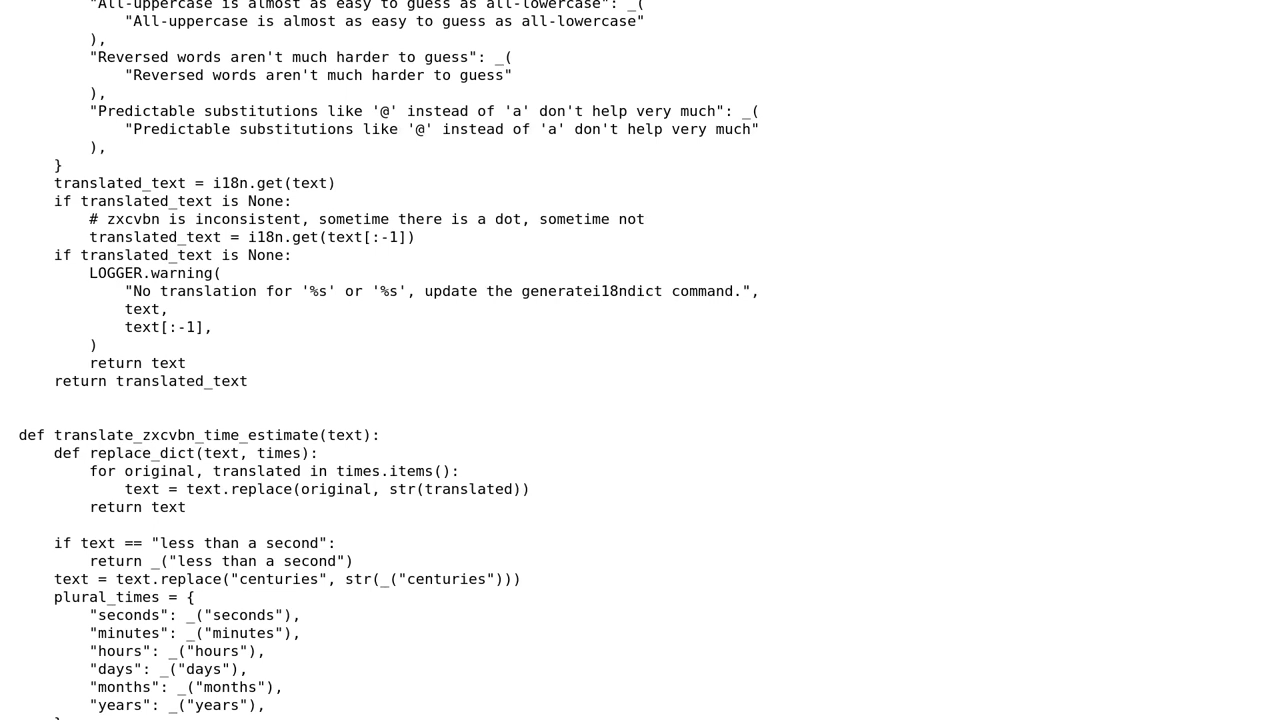 "All-uppercase is almost as easy to guess as all-lowercase": _(
            "All-uppercase is almost as easy to guess as all-lowercase"
        ),
        "Reversed words aren't much harder to guess": _(
            "Reversed words aren't much harder to guess"
        ),
        "Predictable substitutions like '@' instead of 'a' don't help very much": _(
            "Predictable substitutions like '@' instead of 'a' don't help very much"
        ),
    }
    translated_text = i18n.get(text)
    if translated_text is None:
        # zxcvbn is inconsistent, sometime there is a dot, sometime not
        translated_text = i18n.get(text[:-1])
    if translated_text is None:
        LOGGER.warning(
            "No translation for '%s' or '%s', update the generatei18ndict command.",
            text,
            text[:-1],
        )
        return text
    return translated_text


def translate_zxcvbn_time_estimate(text):
    def replace_dict(text, times):
        for original, translated in times.items():
            text = text.replace(original, str(translated))
        return text

    if text == "less than a second":
        return _("less than a second")
    text = text.replace("centuries", str(_("centuries")))
    plural_times = {
        "seconds": _("seconds"),
        "minutes": _("minutes"),
        "hours": _("hours"),
        "days": _("days"),
        "months": _("months"),
        "years": _("years"),
    }